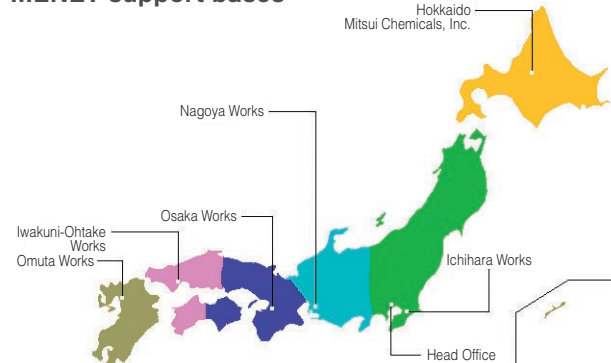 MENET support bases
Hokkaido
Mitsui Chemicals, Inc.
Nagoya Works
Osaka Works
Iwakuni-Ohtake
Works
Omuta Works
Ichihara Works
Head Office